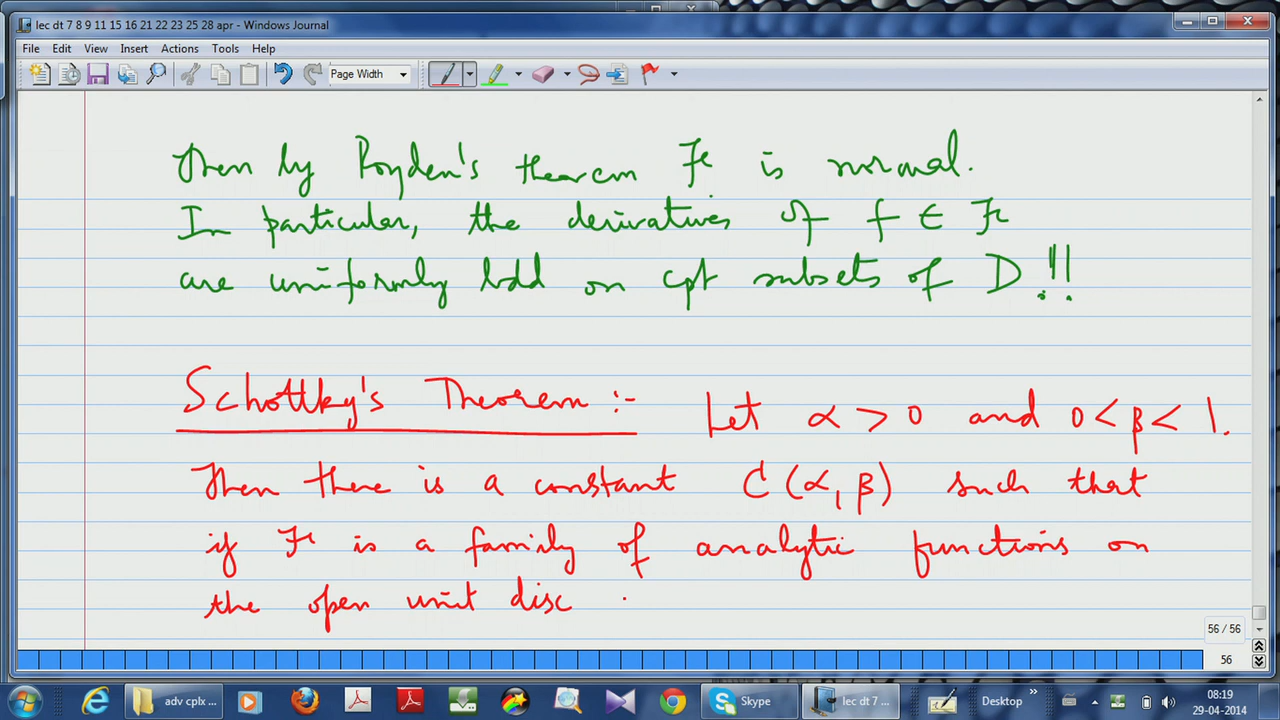 lec dt 7 8 9 11 15 16 21 22 23 25 28 apr - Windows Journal
File Edit View Insert Actions Tools Help
Page Width
Then by Royden's theorem ℱ is normal.
In particular, the derivatives of f ∈ ℱ
are uniformly bdd on cpt subsets of D!!
Schottky's Theorem :- Let α > 0 and 0 < β < 1.
Then there is a constant C(α, β) such that
if ℱ is a family of analytic functions on
the open unit disc
56 / 56
56
adv cplx ... Skype lec dt 7 ... Desktop 08:19
29-04-2014